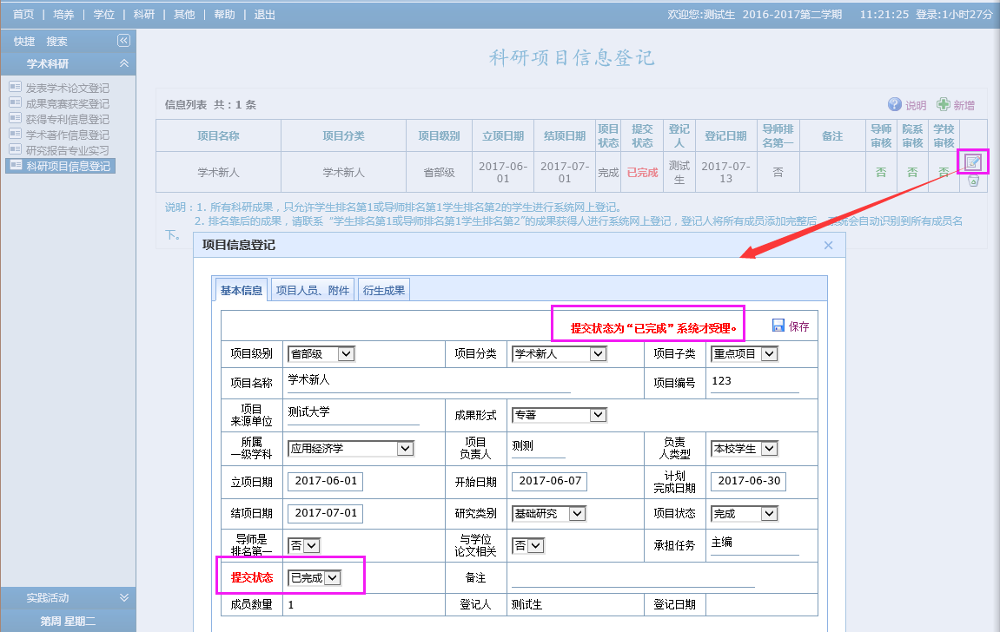 首页 | 培养 | 学位 | 科研 | 其他 | 帮助 | 退出
欢迎您:测试生 2016-2017第二学期 11:21:25 登录:1小时27分
快捷 搜索
学术科研
发表学术论文登记
成果竞赛获奖登记
获得专利信息登记
学术著作信息登记
研究报告专业实习
科研项目信息登记
实践活动
第周 星期二
科研项目信息登记
信息列表 共：1 条
说明 新增
项目名称 项目分类 项目级别 立项日期 结项日期 项目状态 提交状态 登记人 登记日期 导师排名第一 备注 导师审核 院系审核 学校审核
学术新人 学术新人 省部级 2017-06-01 2017-07-01 完成 已完成 测试生 2017-07-13 否 否 否 否
说明：1. 所有科研成果，只允许学生排名第1或导师排名第1学生排名第2的学生进行系统网上登记。
2. 排名靠后的成果，请联系 “学生排名第1或导师排名第1学生排名第2”的成果获得人进行系统网上登记，登记人将所有成员添加完整后，系统会自动识别到所有成员名
下。
项目信息登记
基本信息 项目人员、附件 衍生成果
提交状态为“已完成”系统才受理。 保存
项目级别 省部级 项目分类 学术新人 项目子类 重点项目
项目名称 学术新人 项目编号 123
项目来源单位 测试大学 成果形式 专著
所属一级学科 应用经济学 项目负责人 测测 负责人类型 本校学生
立项日期 2017-06-01 开始日期 2017-06-07 计划完成日期 2017-06-30
结项日期 2017-07-01 研究类别 基础研究 项目状态 完成
导师是排名第一 否 与学位论文相关 否 承担任务 主编
提交状态 已完成 备注
成员数量 1 登记人 测试生 登记日期